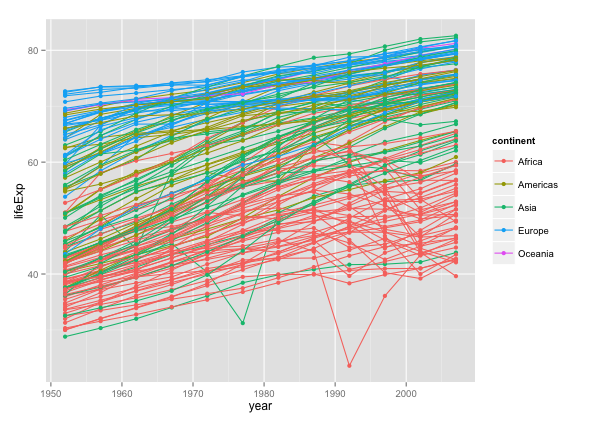 80
60
40
lifeExp
1950
1960
1970
1980
1990
2000
year
continent
Africa
Americas
Asia
Europe
Oceania